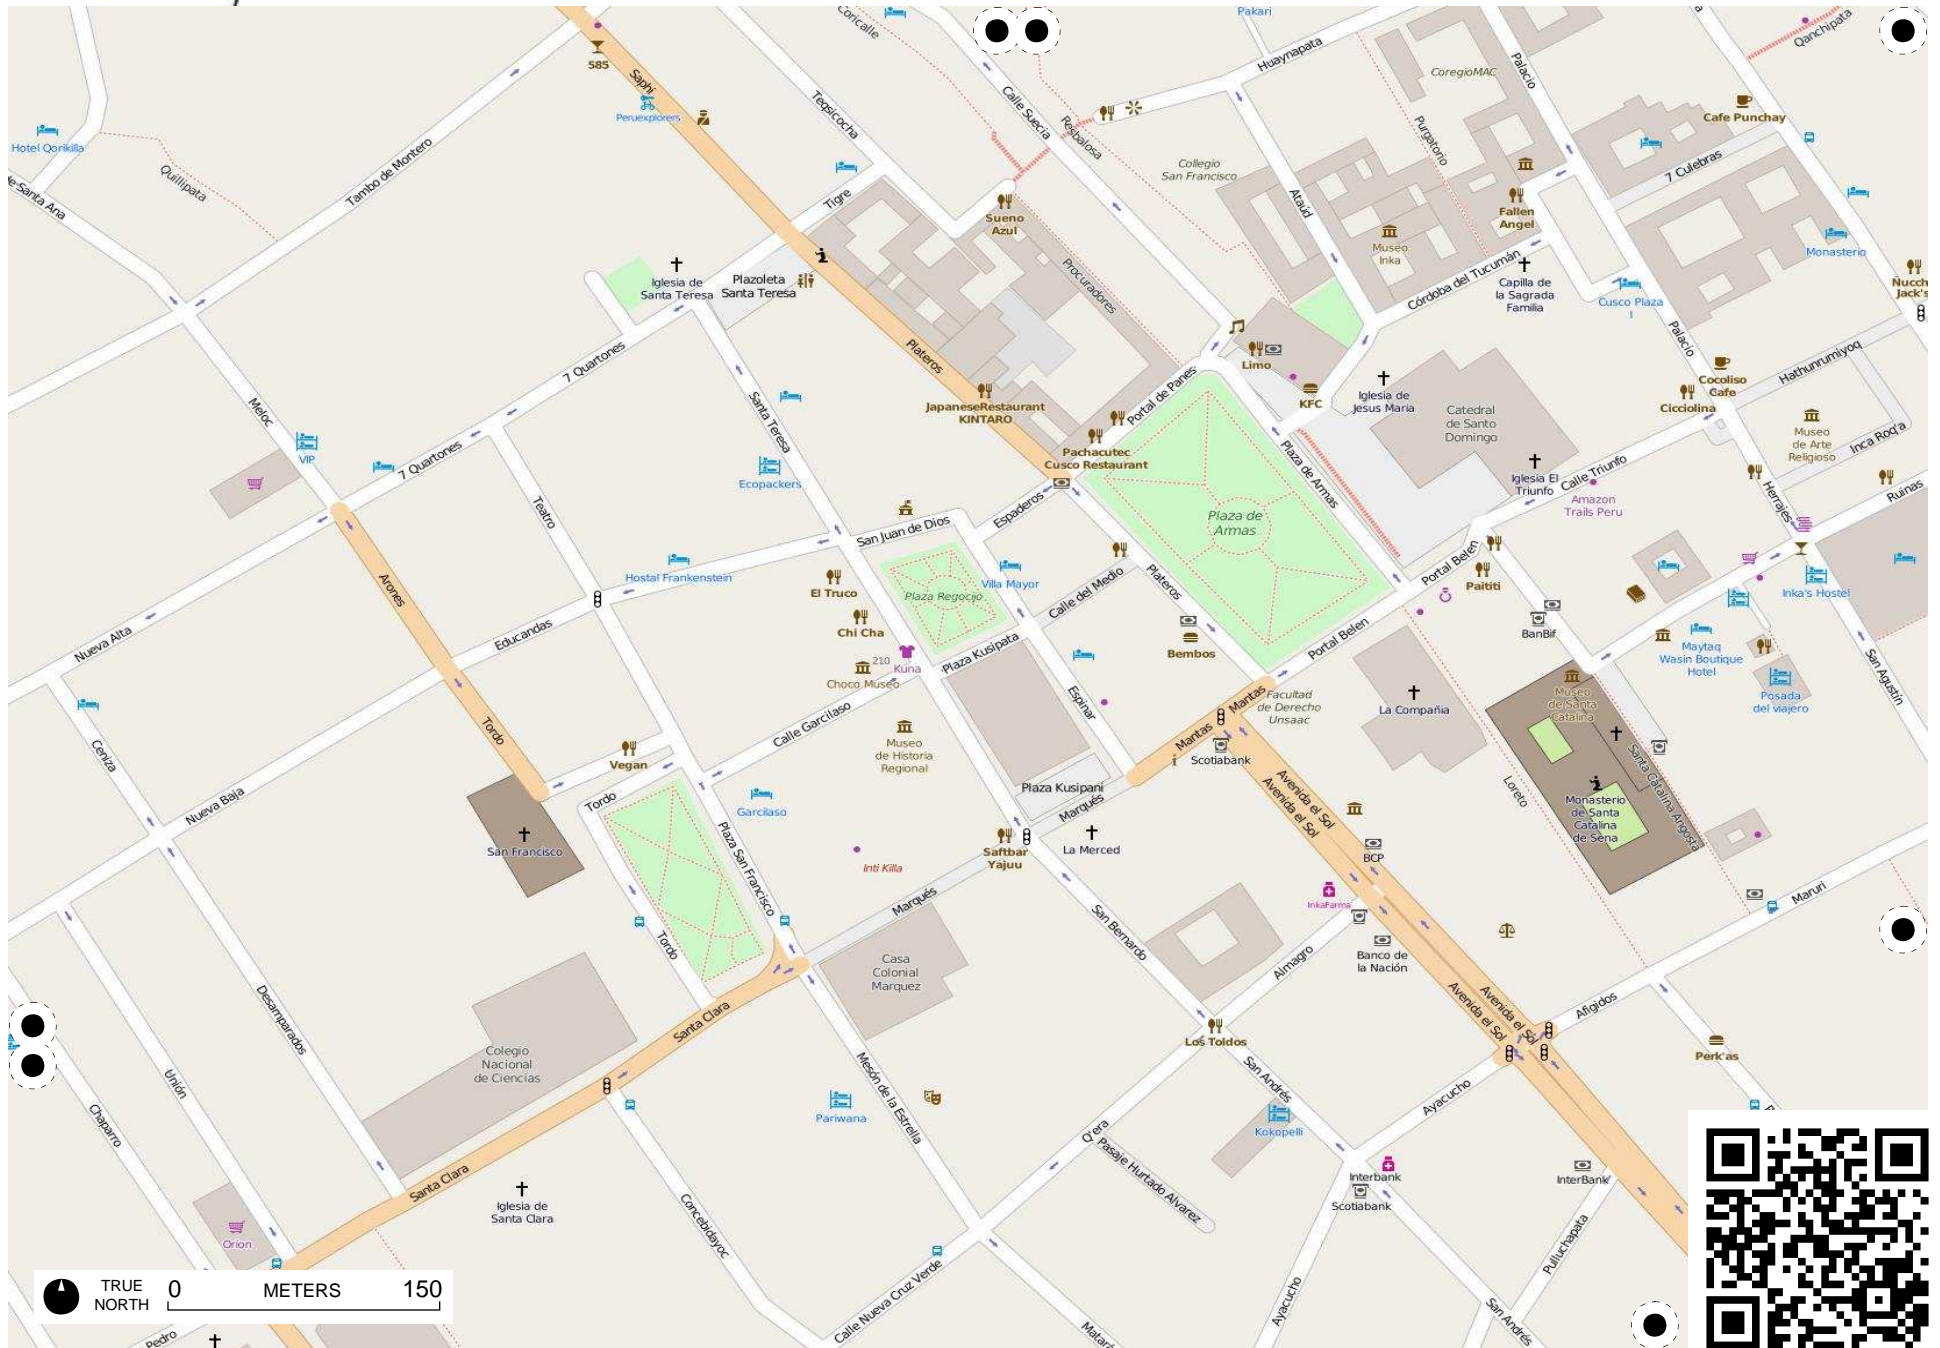 Coricalle
Pakari
Huaynapata
Qanchipata
585
Saphi
Peruexplorers
Teqsicocha
Calle Suecia
Resbalosa
CoregioMAC
Palacio
Cafe Punchay
Hotel Qorikilla
Tambo de Montero
Quillipata
Tigre
Collegio
San Francisco
Purgatorio
7 Culebras
de-Santa Ana
Sueno
Azul
Ataúd
Museo
Inka
Fallen
Angel
Monasterio
Iglesia de
Santa Teresa
Plazoleta
Santa Teresa
Procuradores
Córdoba del Tucumán
Capilla de
la Sagrada
Familia
Cusco Plaza
I
Jack's
Plateros
7 Quartones
Limo
Palacio
Hathunrumiyoq
Meloc
Santa Teresa
Portal de Panes
KFC
Iglesia de
Jesus Maria
Catedral
de Santo
Domingo
Cocoliso
Cafe
Cicciolina
JapaneseRestaurant
KINTARO
Museo
de Arte
Religioso
Inca Roq'a
VIP
7 Quartones
Ecopackers
Pachacutec
Cusco Restaurant
Plaza de Armas
Iglesia El
Triunfo
Calle Triunfo
Amazon
Trails Peru
Herrajes
Ruinas
Teatro
Espaderos
San Juan de Dios
Plaza de
Armas
Hostal Frankenstein
El Truco
Plaza Regocijo
Villa Mayor
Calle del Medio
Plateros
Portal Belen
Paititi
Inka's Hostel
Arones
Chi Cha
210
Kuna
Choco Museo
Plaza Kusipata
Bembos
Portal Belen
BanBif
Maytaq
Wasin Boutique
Hotel
San Agustín
Nueva Alta
Educandas
Espinar
Mantas
Facultad
de Derecho
Unsaac
La Compañia
Museo
de Santa
Catalina
Posada
del viajero
Tordo
Calle Garcilaso
Museo
de Historia
Regional
Mantas
Scotiabank
Ceniza
Vegan
Plaza Kusipani
Marqués
Avenida el Sol
Avenida el Sol
Loreto
Santa Catalina Angosta
Monasterio
de Santa
Catalina
de Sena
Nueva Baja
Tordo
Garcilaso
San Francisco
Plaza San Francisco
Inti Killa
Saftbar
Yajuu
La Merced
BCP
InkaFarma
Maruri
Marqués
San Bernardo
Tordo
Casa
Colonial
Marquez
Almagro
Banco de
la Nación
Desamparados
Santa Clara
Avenida el Sol
Avenida el Sol
Afigidos
Los Toldos
Perk'as
Colegio
Nacional
de Ciencias
Mesón de la Estrella
Unión
Chaparro
Pariwana
San Andrés
Kokopelli
Ayacucho
Q'era
Pasaje Hurtado Alvarez
Interbank
Scotiabank
InterBank
Santa Clara
Iglesia de
Santa Clara
Concebidayoc
Orion
Pulluchapata
Calle Nueva Cruz Verde
Ayacucho
San Andrés
Pedro
TRUE
NORTH
0 METERS 150